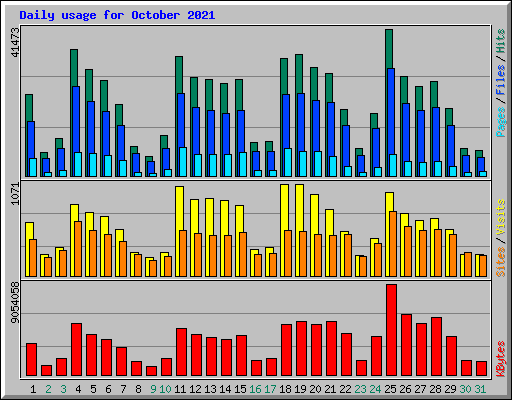 Daily usage for October 2021
41473
Pages / Files / Hits
1071
Sites / Visits
9054058
KBytes
1 2 3 4 5 6 7 8 9 10 11 12 13 14 15 16 17 18 19 20 21 22 23 24 25 26 27 28 29 30 31